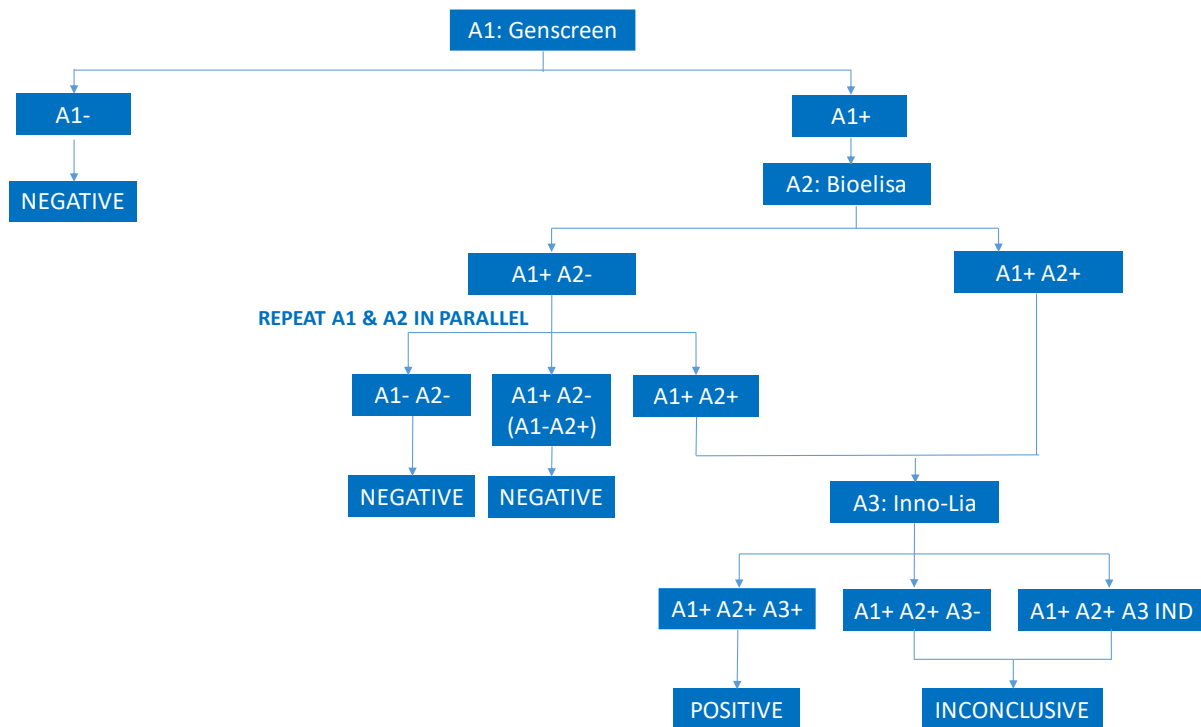 A1: Genscreen
A1-
A1+
NEGATIVE
A2: Bioelisa
A1+ A2-
A1+ A2+
REPEAT A1 & A2 IN PARALLEL
A1- A2-
A1+ A2-
(A1-A2+)
A1+ A2+
NEGATIVE
NEGATIVE
A3: Inno-Lia
A1+ A2+ A3+
A1+ A2+ A3-
A1+ A2+ A3 IND
POSITIVE
INCONCLUSIVE